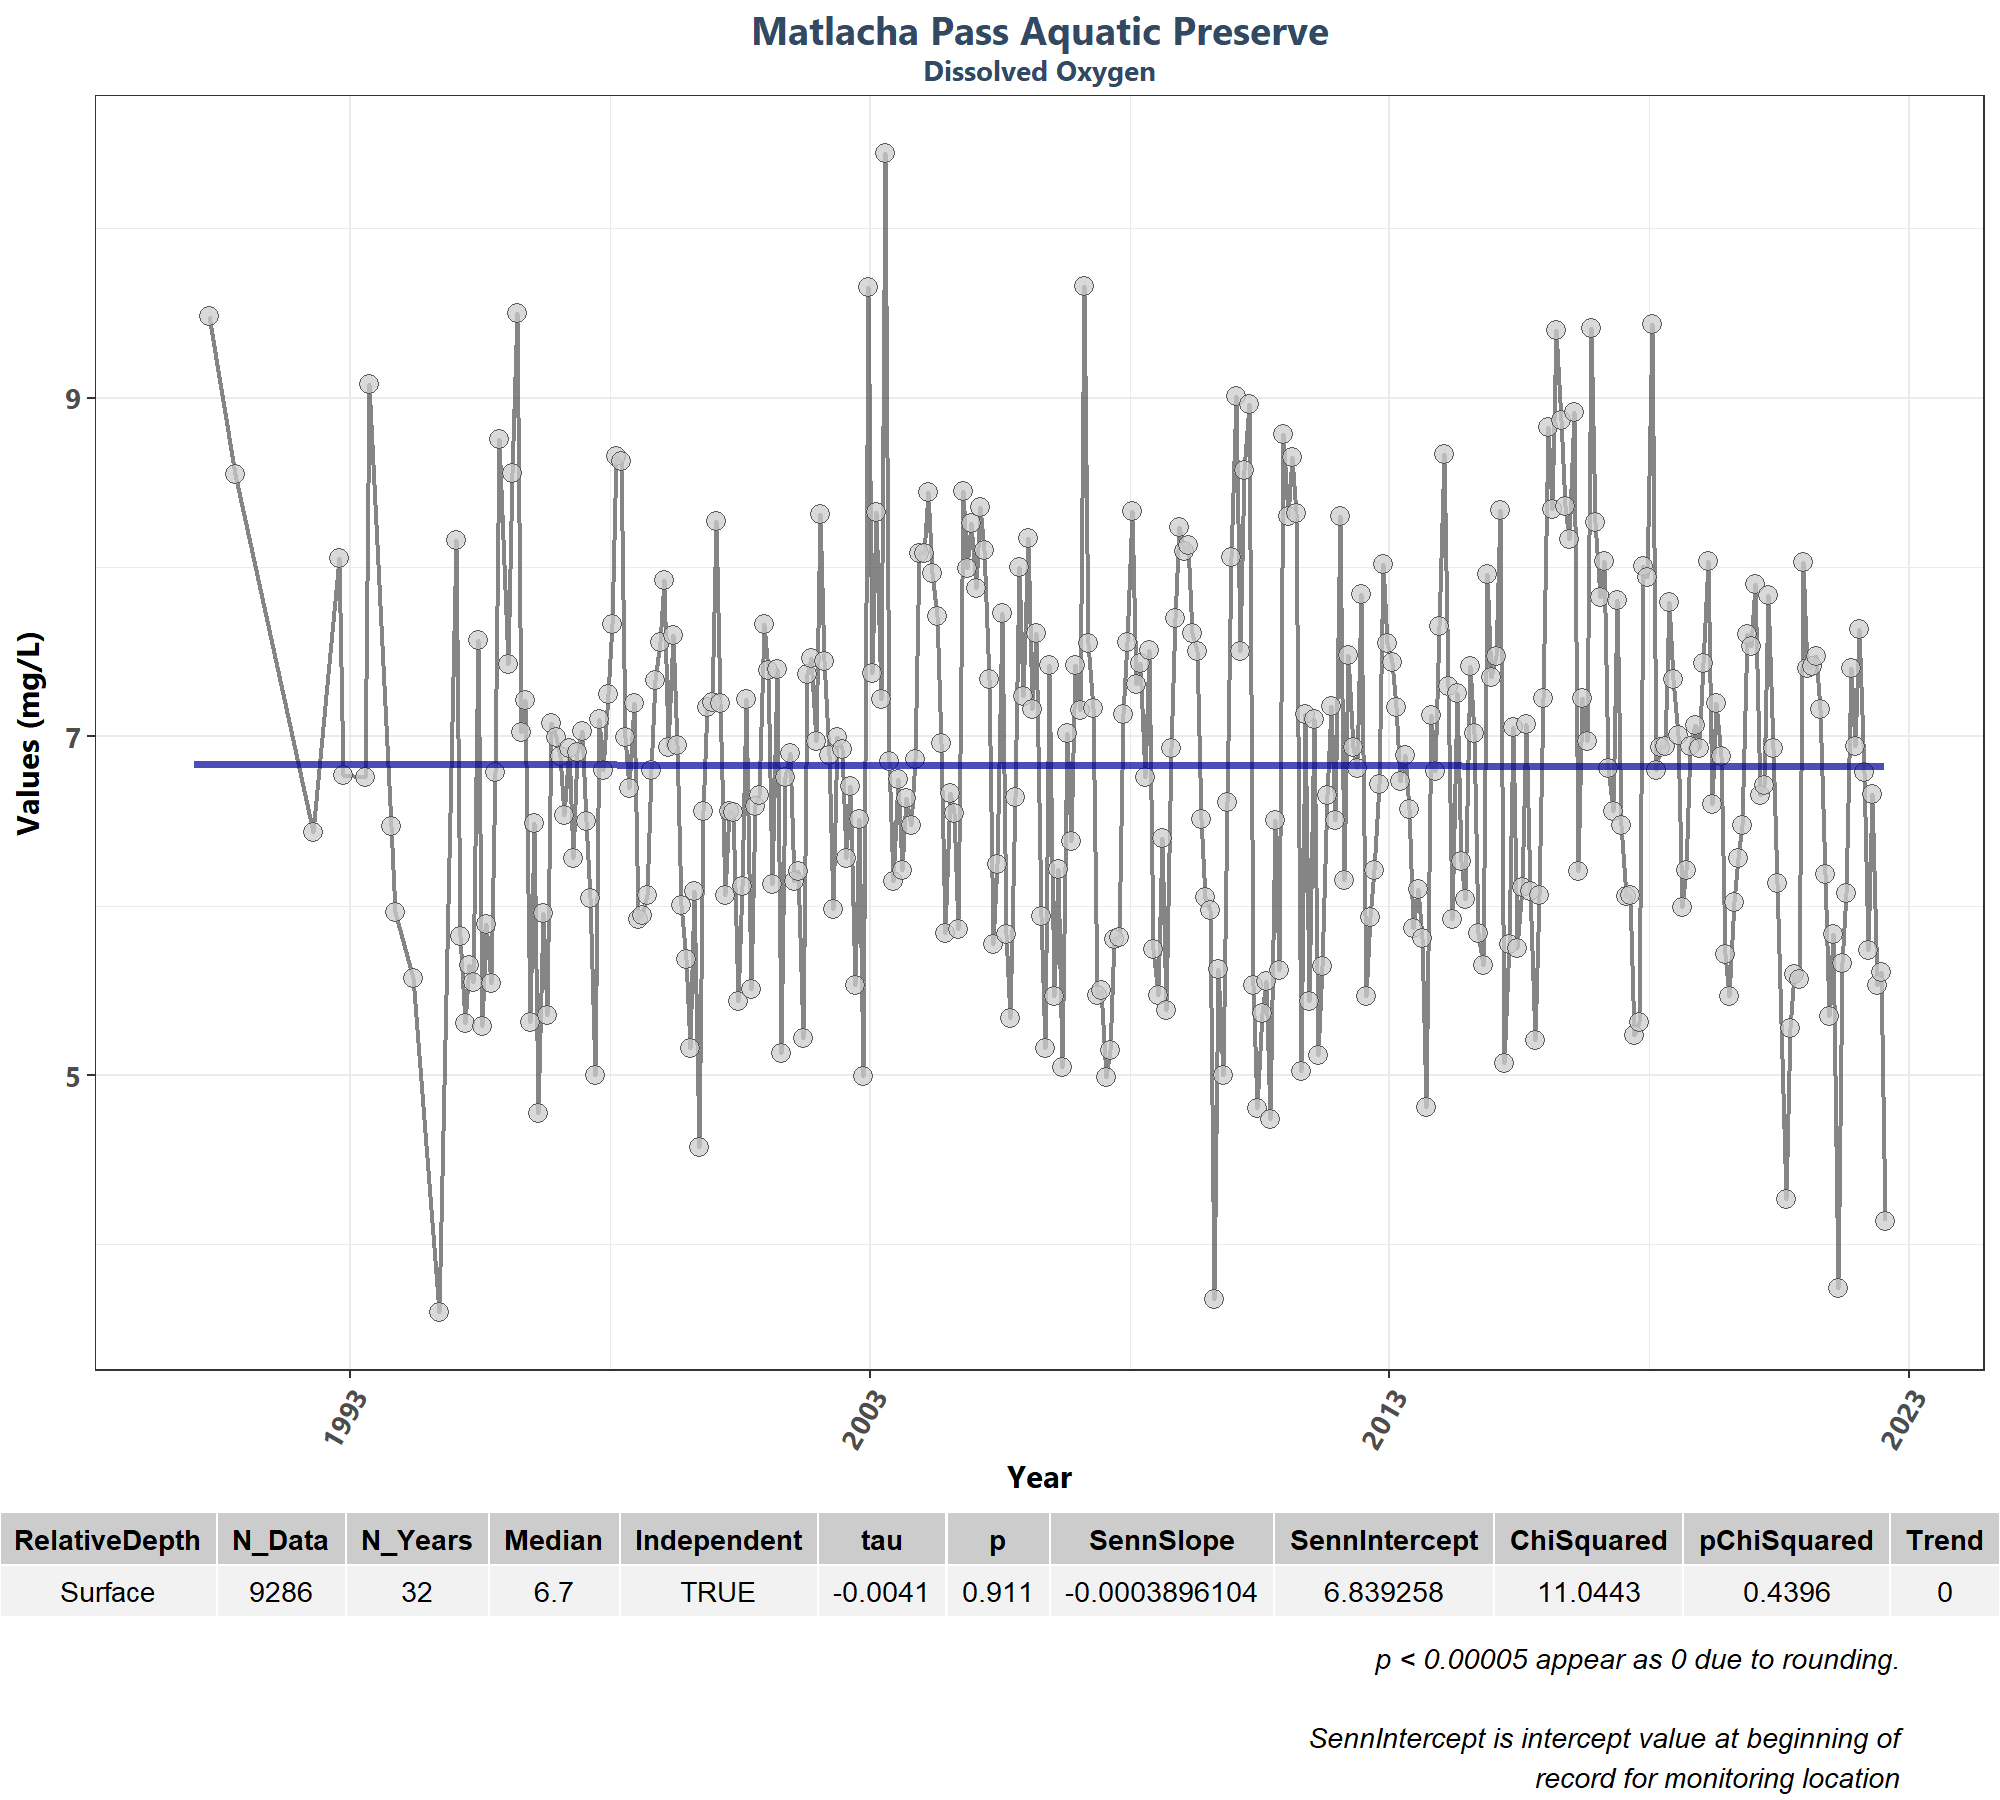 Matlacha Pass Aquatic Preserve
Dissolved Oxygen
Values (mg/L)
9
7
5
1993 2003 2013 2023
Year
RelativeDepth N_Data N_Years Median Independent tau p SennSlope SennIntercept ChiSquared pChiSquared Trend
Surface 9286 32 6.7 TRUE -0.0041 0.911 -0.0003896104 6.839258 11.0443 0.4396 0
p < 0.00005 appear as 0 due to rounding.
SennIntercept is intercept value at beginning of
record for monitoring location